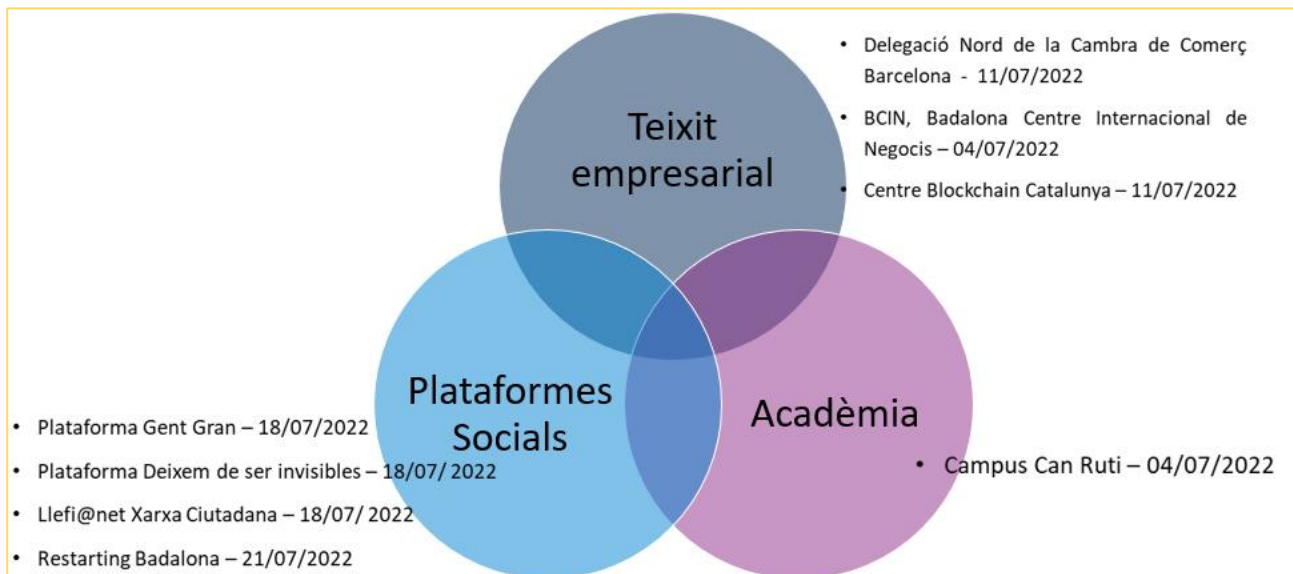 Teixit
empresarial
• Delegació Nord de la Cambra de Comerç
Barcelona - 11/07/2022
• BCIN, Badalona Centre Internacional de
Negocis – 04/07/2022
• Centre Blockchain Catalunya – 11/07/2022
Plataformes
Socials
• Plataforma Gent Gran – 18/07/2022
• Plataforma Deixem de ser invisibles – 18/07/ 2022
• Llefi@net Xarxa Ciutadana – 18/07/ 2022
• Restarting Badalona – 21/07/2022
Acadèmia
• Campus Can Ruti – 04/07/2022